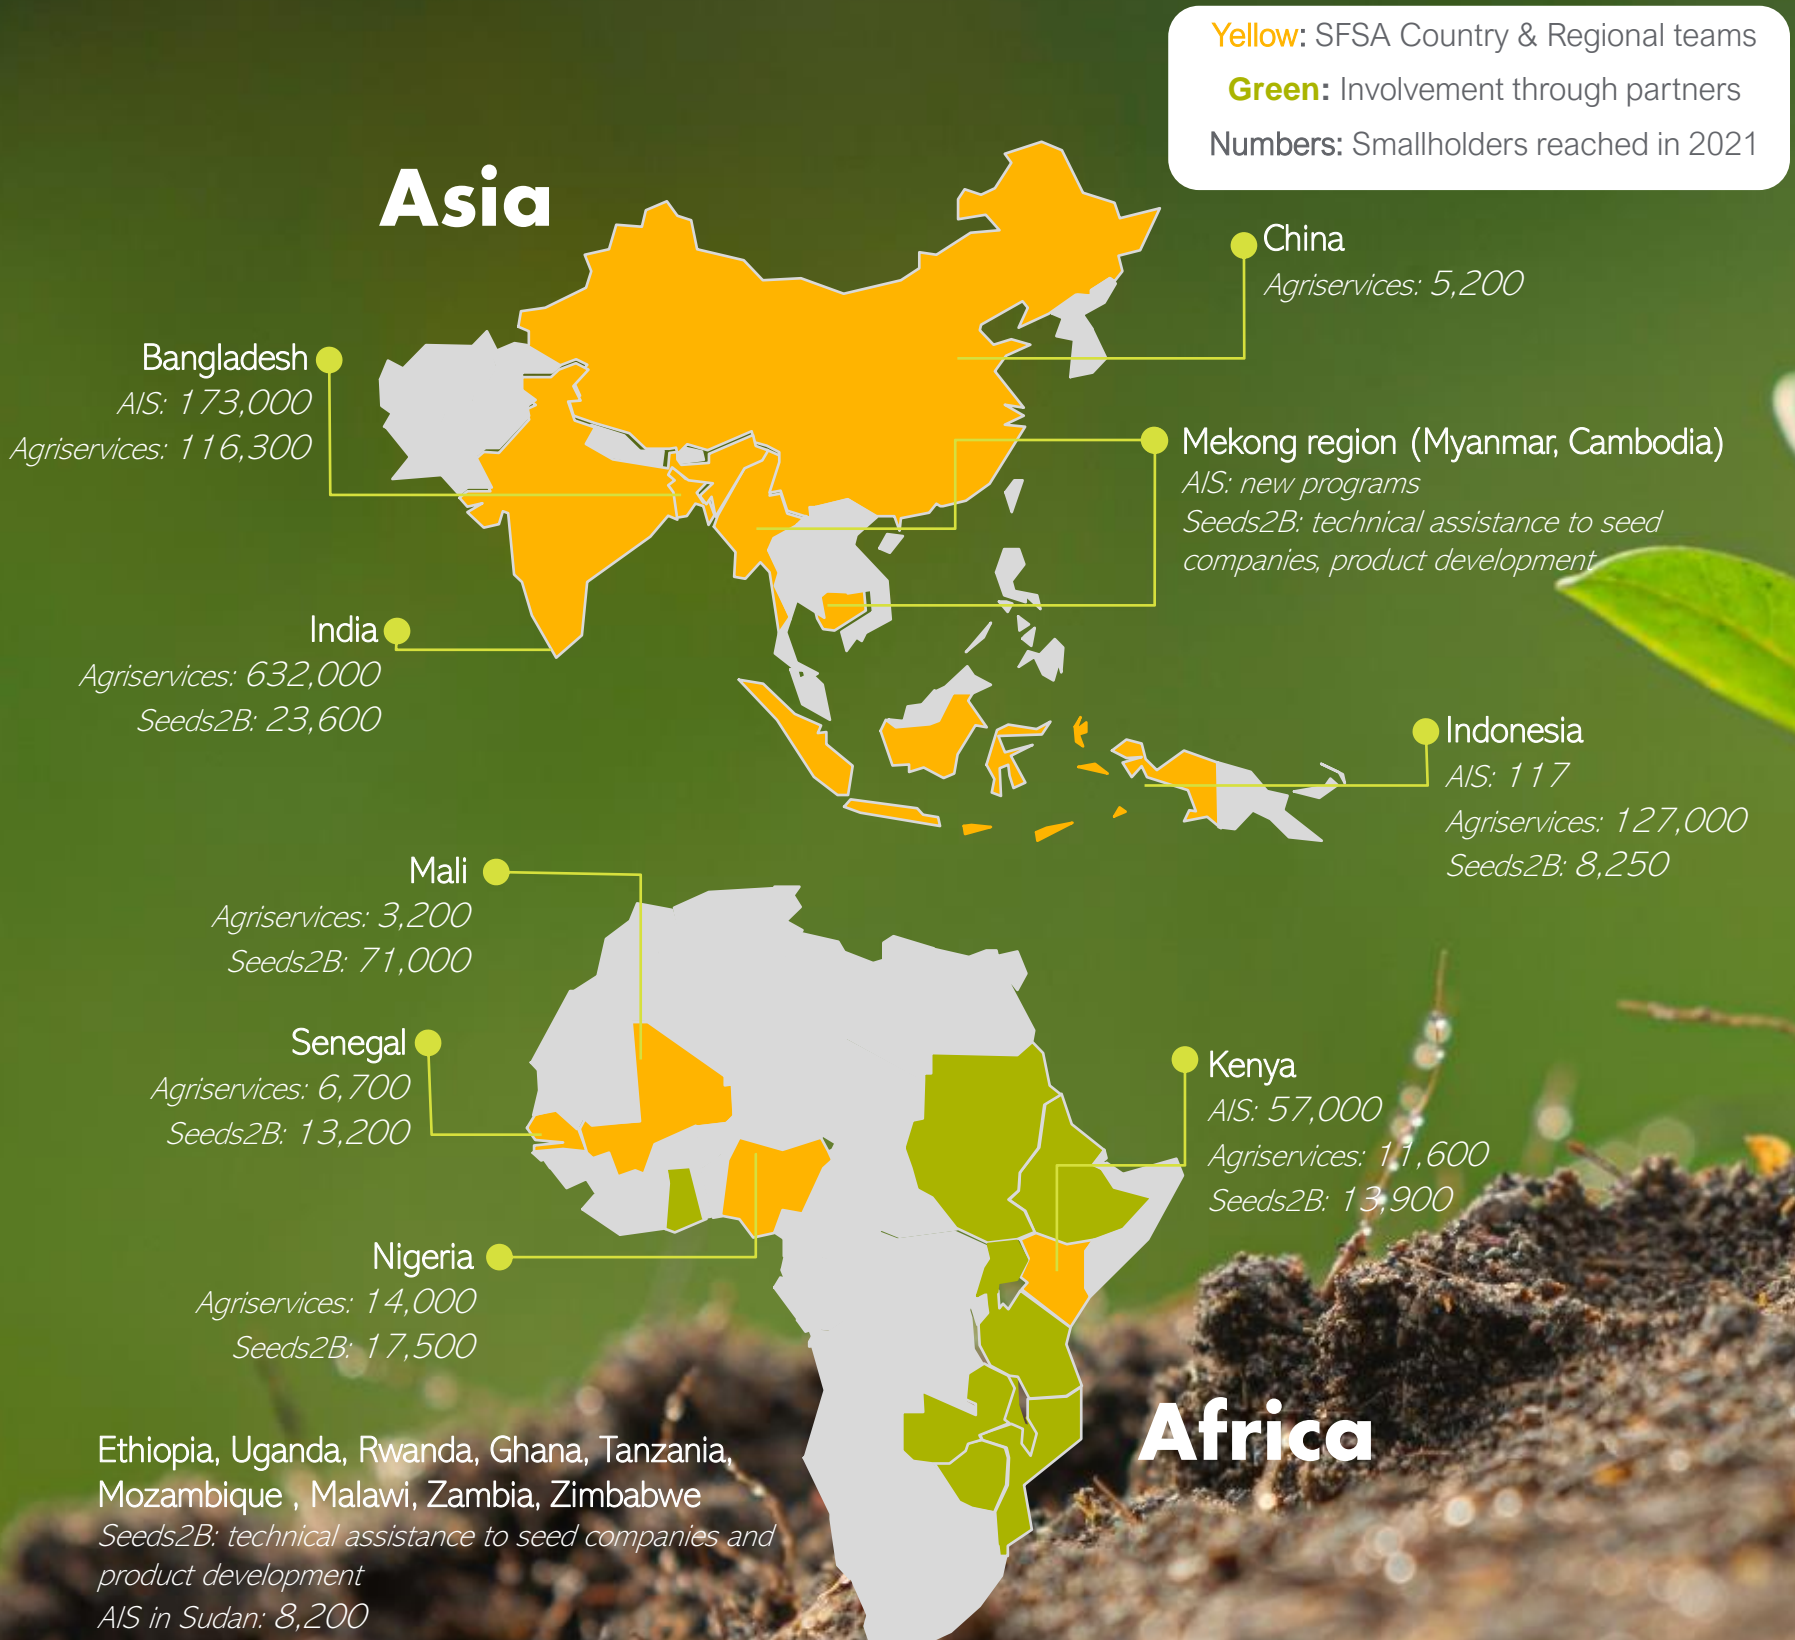 Yellow: SFSA Country & Regional teams
Green: Involvement through partners
Numbers: Smallholders reached in 2021
Asia
China
Agriservices: 5,200
Bangladesh
AIS: 173,000
Agriservices: 116,300
Mekong region (Myanmar, Cambodia)
AIS: new programs
Seeds2B: technical assistance to seed
companies, product development
India
Agriservices: 632,000
Seeds2B: 23,600
Indonesia
AIS: 117
Agriservices: 127,000
Seeds2B: 8,250
Mali
Agriservices: 3,200
Seeds2B: 71,000
Senegal
Agriservices: 6,700
Seeds2B: 13,200
Kenya
AIS: 57,000
Agriservices: 11,600
Seeds2B: 13,900
Nigeria
Agriservices: 14,000
Seeds2B: 17,500
Africa
Ethiopia, Uganda, Rwanda, Ghana, Tanzania,
Mozambique , Malawi, Zambia, Zimbabwe
Seeds2B: technical assistance to seed companies and
product development
AIS in Sudan: 8,200